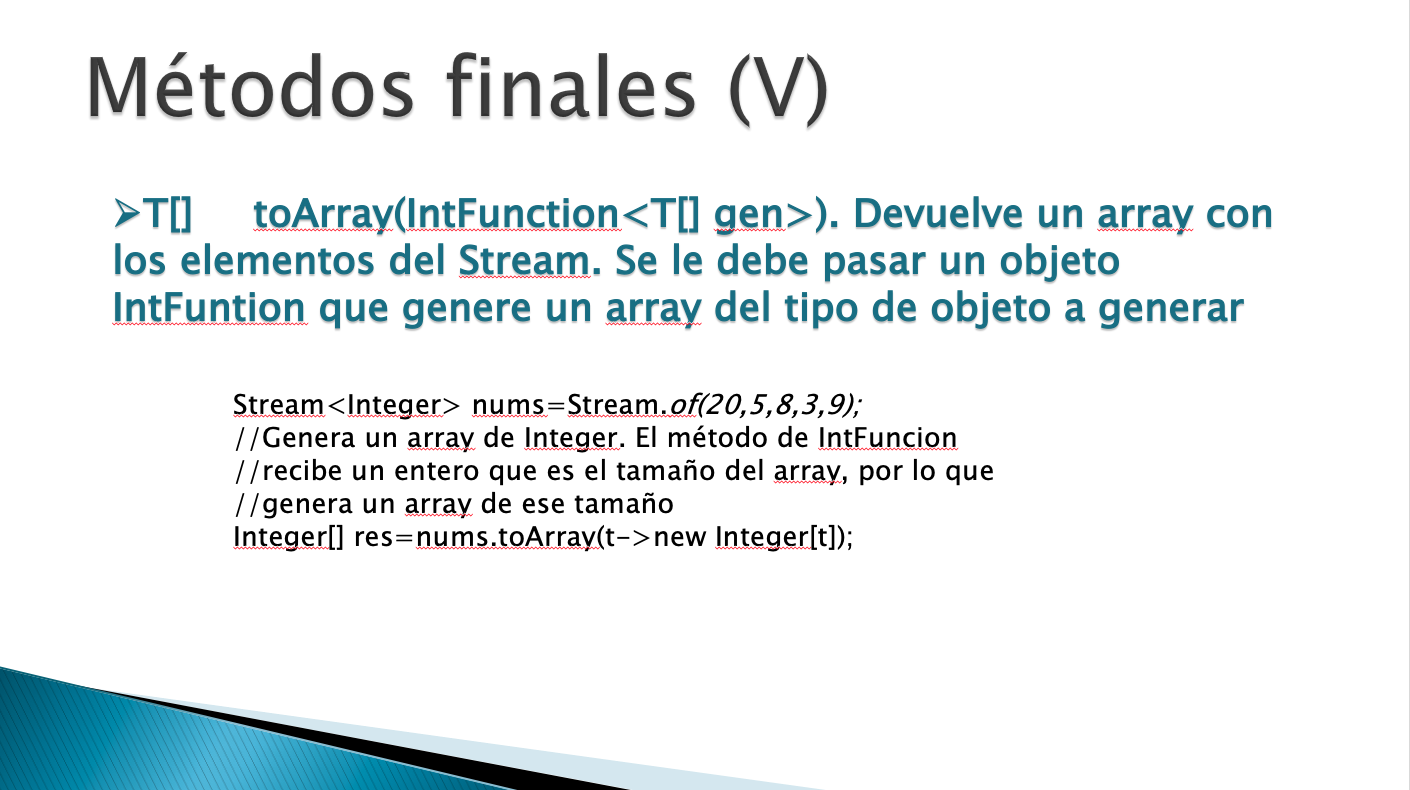 Métodos finales (V)
➢T[] toArray(IntFunction<T[] gen>). Devuelve un array con
los elementos del Stream. Se le debe pasar un objeto
IntFuntion que genere un array del tipo de objeto a generar
Stream<Integer> nums=Stream.of(20,5,8,3,9);
//Genera un array de Integer. El método de IntFuncion
//recibe un entero que es el tamaño del array, por lo que
//genera un array de ese tamaño
Integer[] res=nums.toArray(t->new Integer[t]);